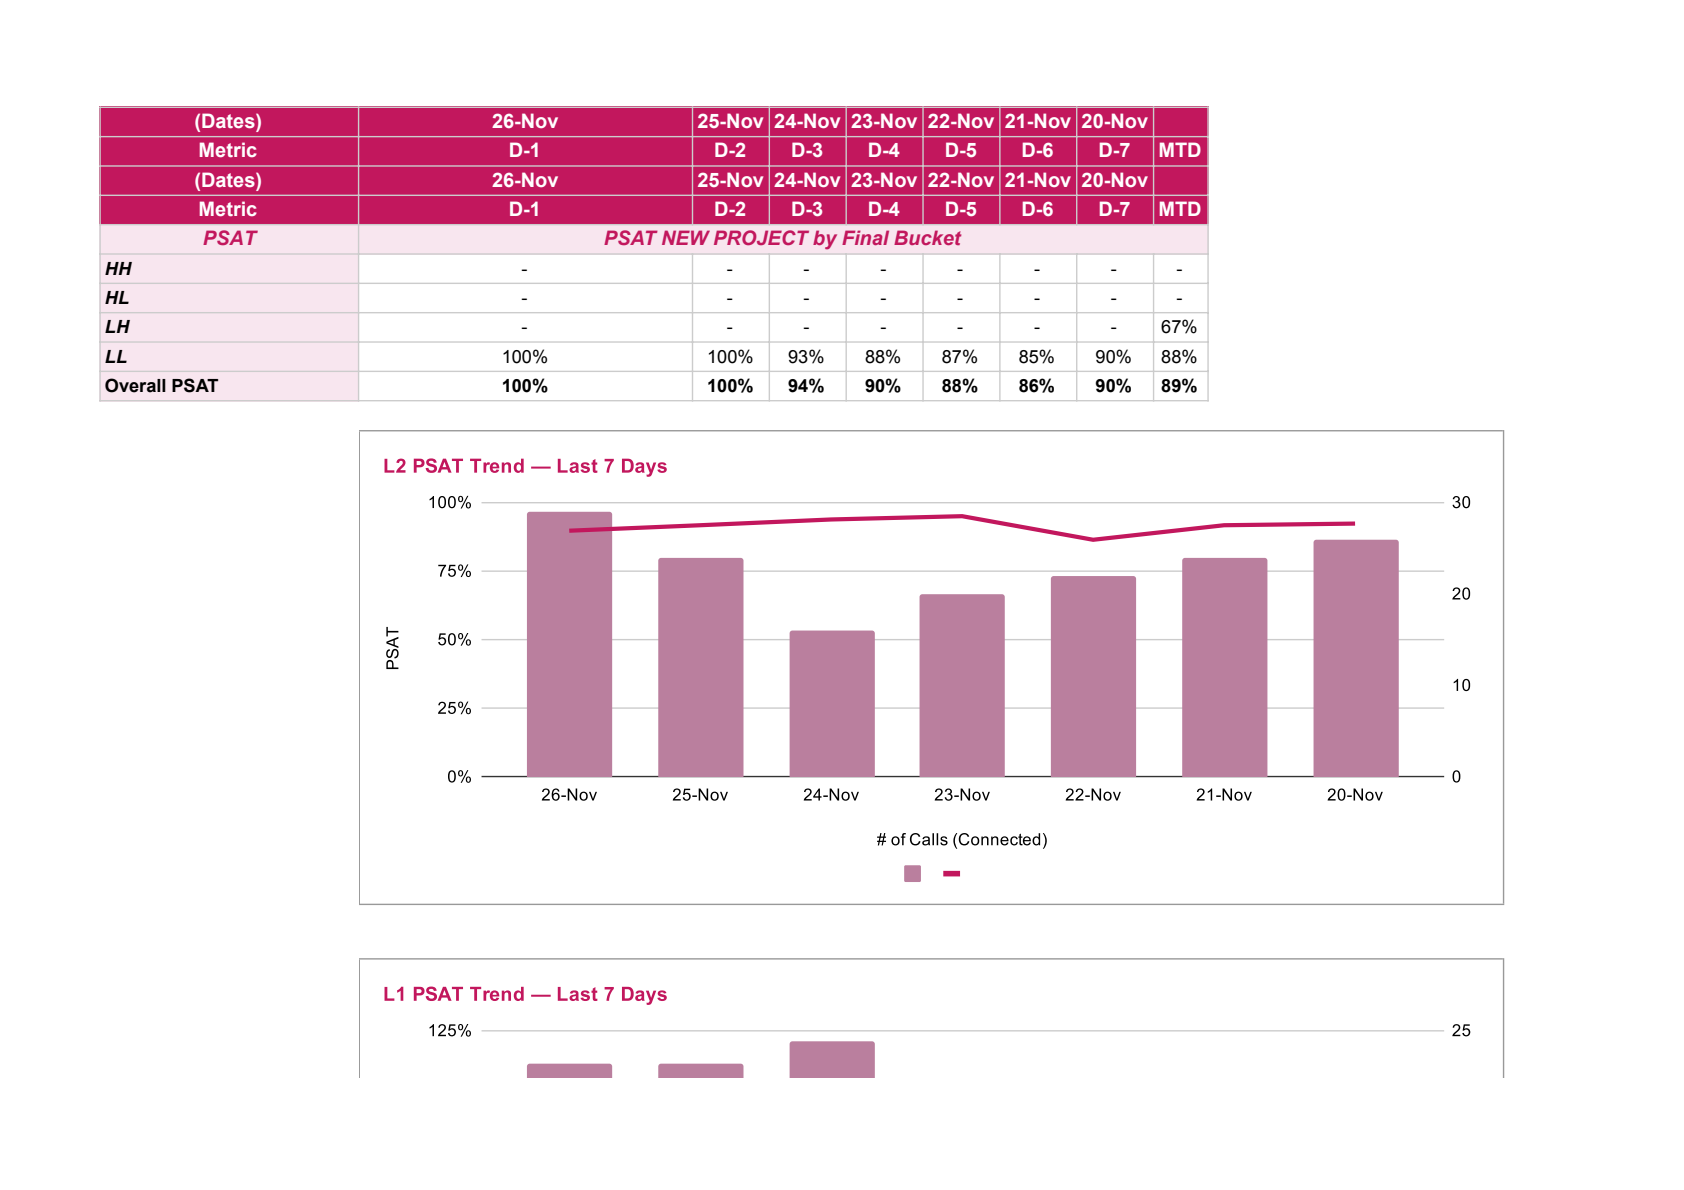 (Dates) 26-Nov 25-Nov 24-Nov 23-Nov 22-Nov 21-Nov 20-Nov
Metric D-1 D-2 D-3 D-4 D-5 D-6 D-7 MTD
(Dates) 26-Nov 25-Nov 24-Nov 23-Nov 22-Nov 21-Nov 20-Nov
Metric D-1 D-2 D-3 D-4 D-5 D-6 D-7 MTD
PSAT PSAT NEW PROJECT by Final Bucket
HH - - - - - - - -
HL - - - - - - - -
LH - - - - - - - 67%
LL 100% 100% 93% 88% 87% 85% 90% 88%
Overall PSAT 100% 100% 94% 90% 88% 86% 90% 89%
L2 PSAT Trend — Last 7 Days
100% 30
75%
20
50%
PSAT
10
25%
0% 0
26-Nov 25-Nov 24-Nov 23-Nov 22-Nov 21-Nov 20-Nov
# of Calls (Connected)
L1 PSAT Trend — Last 7 Days
125% 25